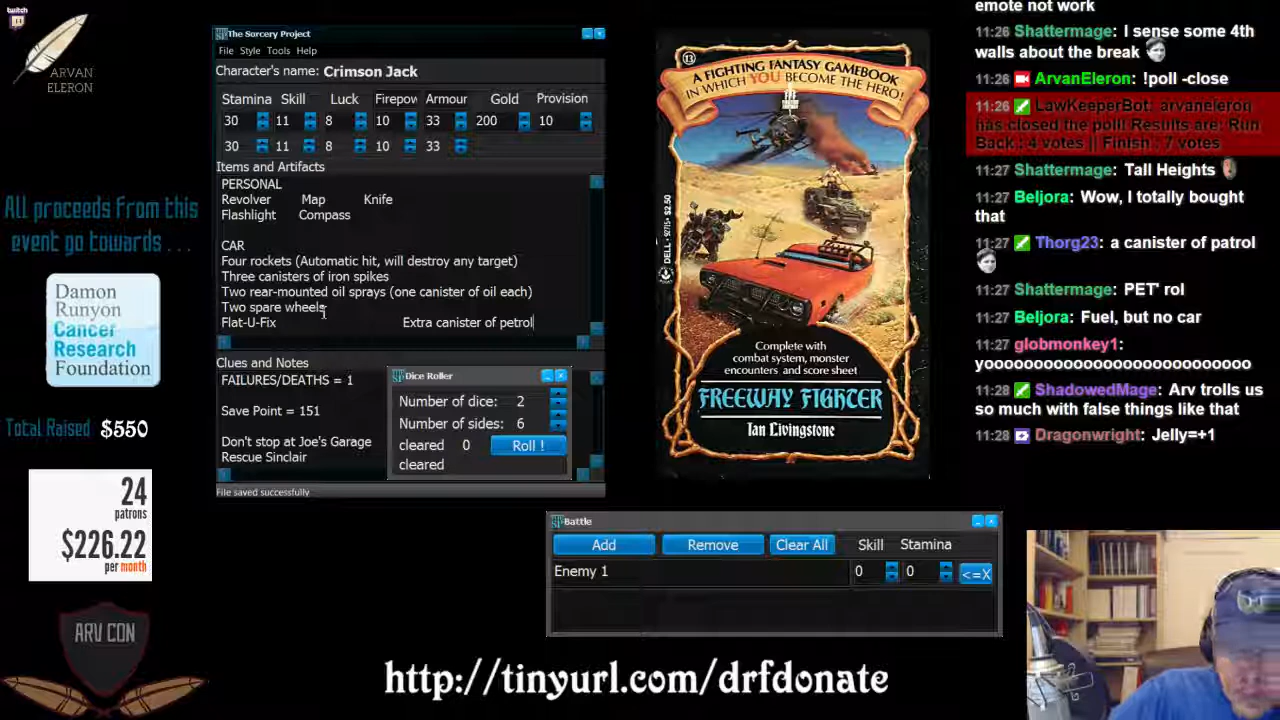 twitch
ARVAN
ELERON
All proceeds from this
event go towards . . .
Damon
Runyon
Cancer
Research
Foundation
Total Raised $550
24
patrons
$226.22
per month
ARV CON
The Sorcery Project
File Style Tools Help
Character's name: Crimson Jack
Stamina Skill Luck Firepow Armour Gold Provision
30 11 8 10 33 200 10
30 11 8 10 33
Items and Artifacts
PERSONAL
Revolver Map Knife
Flashlight Compass
CAR
Four rockets (Automatic hit, will destroy any target)
Three canisters of iron spikes
Two rear-mounted oil sprays (one canister of oil each)
Two spare wheels
Flat-U-Fix Extra canister of petrol
Clues and Notes
FAILURES/DEATHS = 1
Save Point = 151
Don't stop at Joe's Garage
Rescue Sinclair
File saved successfully
Dice Roller
Number of dice: 2
Number of sides: 6
cleared 0 Roll !
cleared
13
A FIGHTING FANTASY GAMEBOOK
IN WHICH YOU BECOME THE HERO!
DELL • 92715 • $2.50
Complete with
combat system, monster
encounters, and score sheet
FREEWAY FIGHTER
Ian Livingstone
Battle
Add Remove Clear All Skill Stamina
Enemy 1 0 0 <=X
http://tinyurl.com/drfdonate
emote not work
11:26 Shattermage: I sense some 4th
walls about the break
11:26 ArvanEleron: !poll -close
11:26 LawKeeperBot: arvaneleron
has closed the poll! Results are: Run
Back : 4 votes || Finish : 7 votes
11:27 Shattermage: Tall Heights
11:27 Beljora: Wow, I totally bought
that
11:27 Thorg23: a canister of patrol
11:27 Shattermage: PET' rol
11:27 Beljora: Fuel, but no car
11:27 globmonkey1:
yoooooooooooooooooooooooooo
11:28 ShadowedMage: Arv trolls us
so much with false things like that
11:28 Dragonwright: Jelly=+1